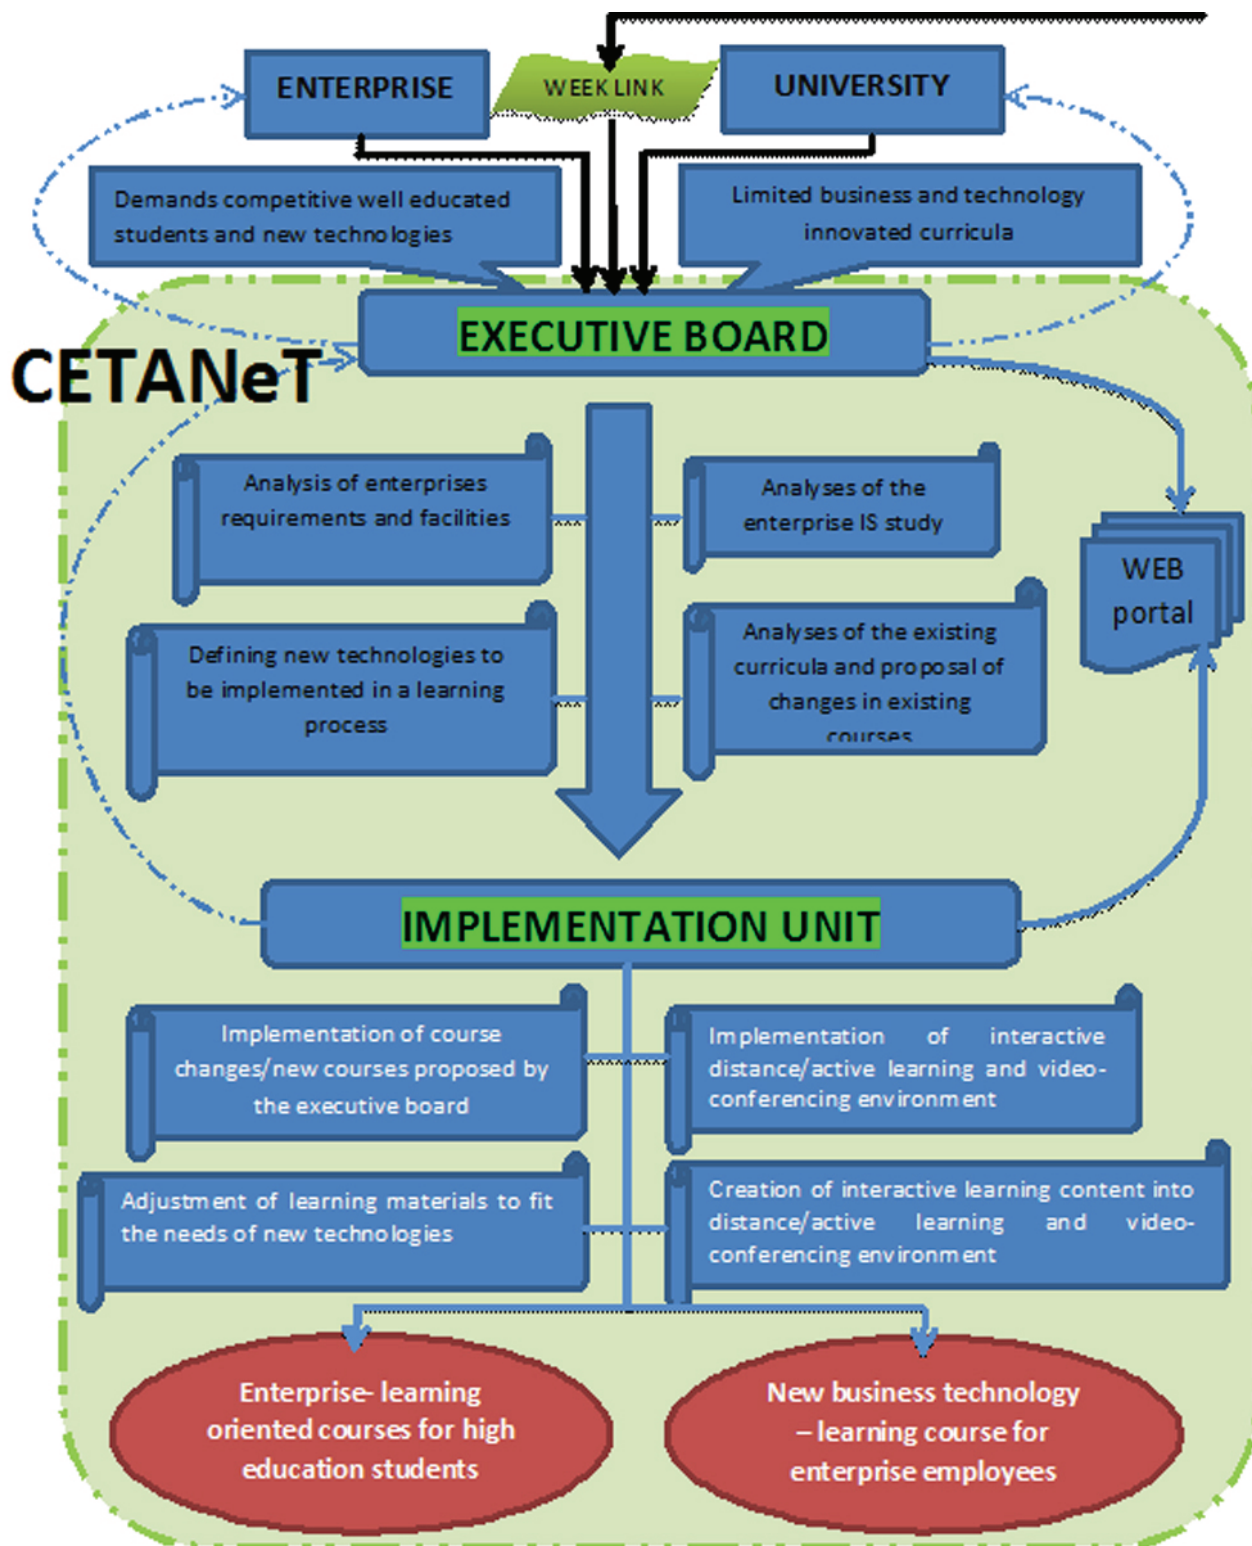 ENTERPRISE
WEEK LINK
UNIVERSITY
Demands competitive well educated
students and new technologies
Limited business and technology
innovated curricula
EXECUTIVE BOARD
CETANeT
Analysis of enterprises
requirements and facilities
Analyses of the
enterprise IS study
WEB
portal
Defining new technologies to
be implemented in a learning
process
Analyses of the existing
curricula and proposal of
changes in existing
courses
IMPLEMENTATION UNIT
Implementation of course
changes/new courses proposed by
the executive board
Implementation of interactive
distance/active learning and video-
conferencing environment
Adjustment of learning materials to fit
the needs of new technologies
Creation of interactive learning content into
distance/active learning and video-
conferencing environment
Enterprise- learning
oriented courses for high
education students
New business technology
– learning course for
enterprise employees